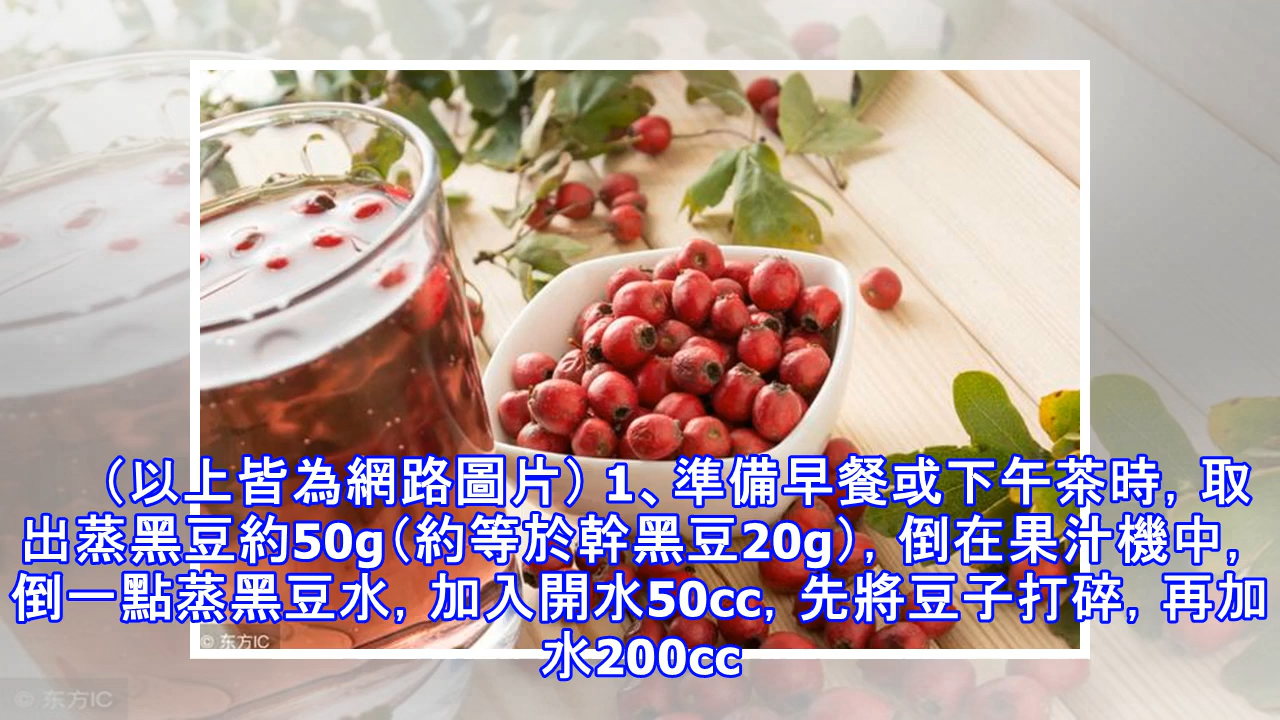 （以上皆為網路圖片）1、準備早餐或下午茶時，取
出蒸黑豆約50g（約等於幹黑豆20g），倒在果汁機中，
倒一點蒸黑豆水，加入開水50cc，先將豆子打碎，再加
水200cc
© 东方IC
© 东方IC